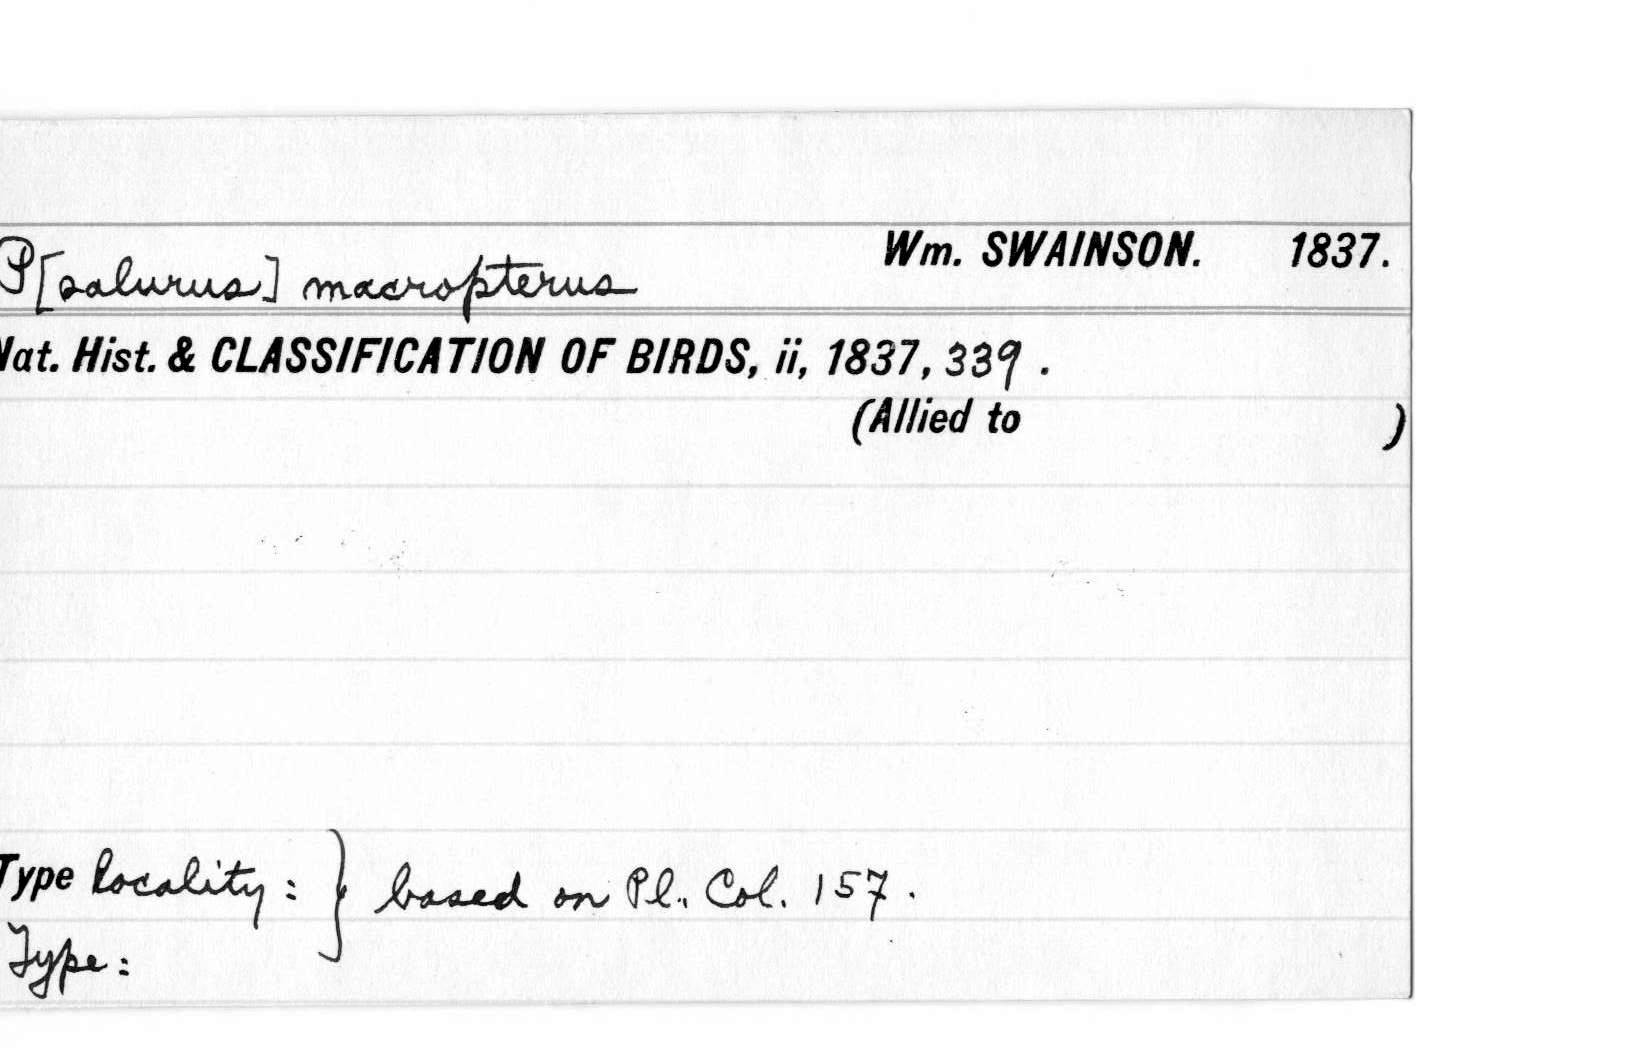 P[salurus] macropterus
Wm. SWAINSON. 1837.
Nat. Hist. & CLASSIFICATION OF BIRDS, ii, 1837, 339.
(Allied to )
Type locality: } based on Pl. Col. 157.
Type: